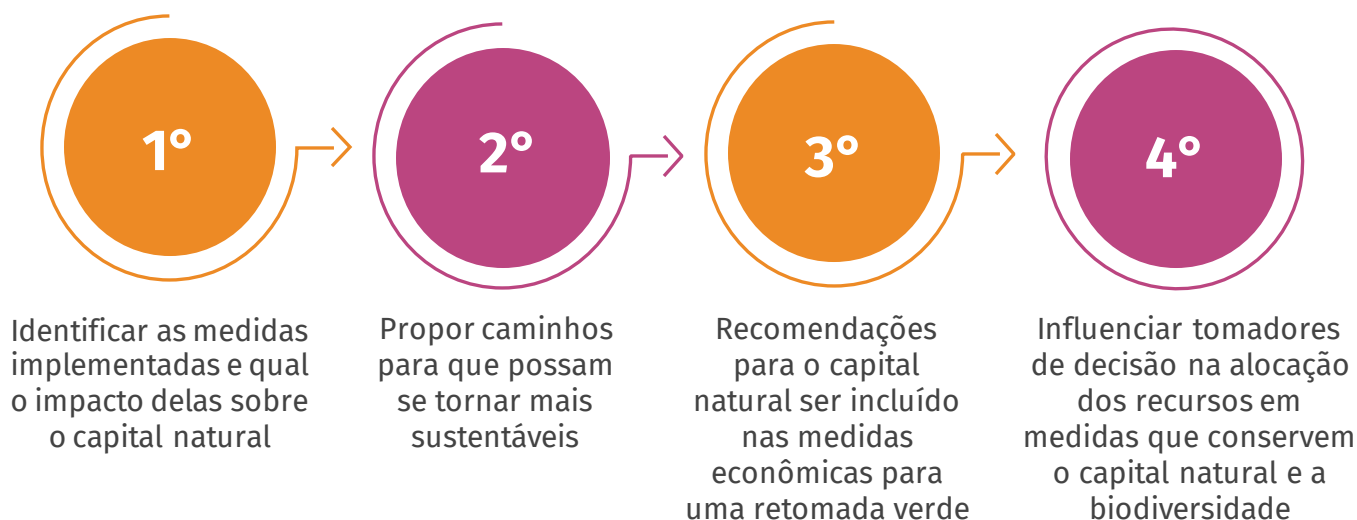 1º
Identificar as medidas
implementadas e qual
o impacto delas sobre
o capital natural
2º
Propor caminhos
para que possam
se tornar mais
sustentáveis
3º
Recomendações
para o capital
natural ser incluído
nas medidas
econômicas para
uma retomada verde
4º
Influenciar tomadores
de decisão na alocação
dos recursos em
medidas que conservem
o capital natural e a
biodiversidade